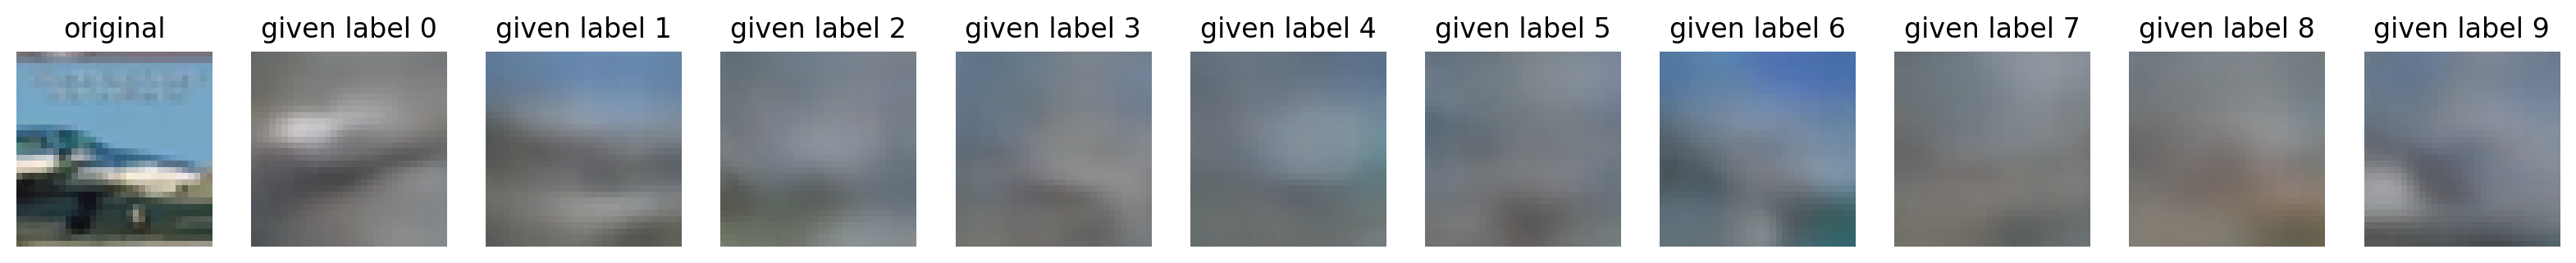 original
given label 0
given label 1
given label 2
given label 3
given label 4
given label 5
given label 6
given label 7
given label 8
given label 9